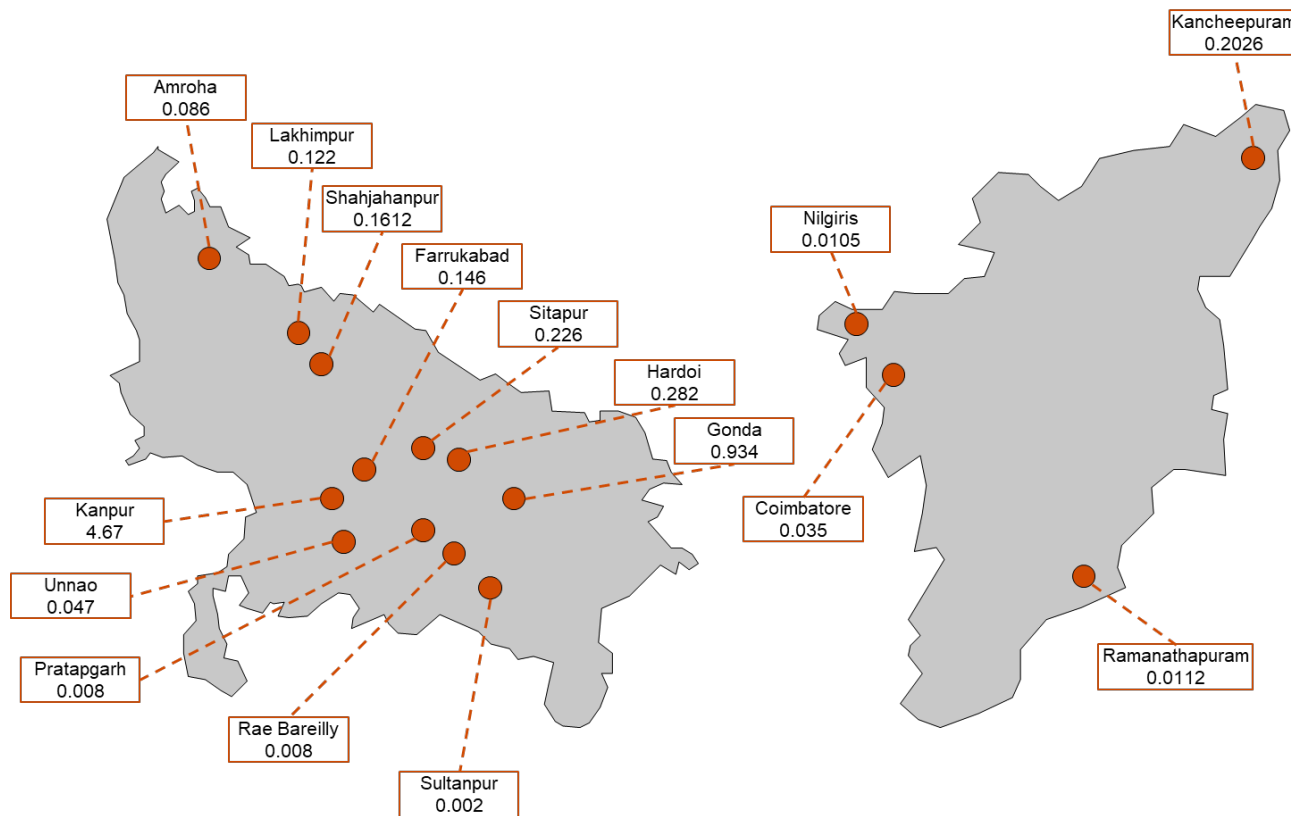 Kancheepuram
0.2026
Amroha
0.086
Lakhimpur
0.122
Shahjahanpur
0.1612
Nilgiris
0.0105
Farrukabad
0.146
Sitapur
0.226
Hardoi
0.282
Gonda
0.934
Kanpur
4.67
Coimbatore
0.035
Unnao
0.047
Pratapgarh
0.008
Ramanathapuram
0.0112
Rae Bareilly
0.008
Sultanpur
0.002